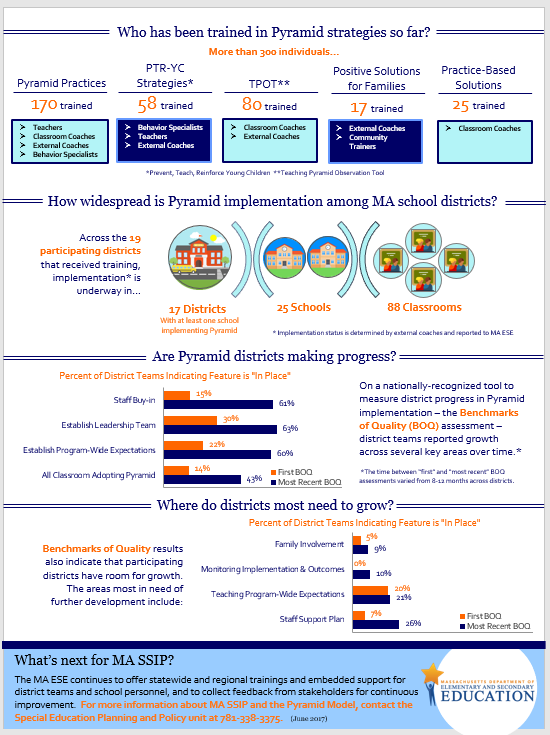 Who has been trained in Pyramid strategies so far?
More than 300 individuals...
Pyramid Practices
170 trained
➢ Teachers
➢ Classroom Coaches
➢ External Coaches
➢ Behavior Specialists
PTR-YC
Strategies*
58 trained
➢ Behavior Specialists
➢ Teachers
➢ External Coaches
TPOT**
80 trained
➢ Classroom Coaches
➢ External Coaches
Positive Solutions
for Families
17 trained
➢ External Coaches
➢ Community
Trainers
Practice-Based
Solutions
25 trained
➢ Classroom Coaches
*Prevent, Teach, Reinforce Young Children **Teaching Pyramid Observation Tool
How widespread is Pyramid implementation among MA school districts?
Across the 19
participating districts
that received training,
implementation* is
underway in...
17 Districts
With at least one school
implementing Pyramid
25 Schools
88 Classrooms
* Implementation status is determined by external coaches and reported to MA ESE
Are Pyramid districts making progress?
Percent of District Teams Indicating Feature is "In Place"
Staff Buy-in
15%
61%
Establish Leadership Team
30%
63%
Establish Program-Wide Expectations
22%
60%
All Classroom Adopting Pyramid
14%
43%
First BOQ
Most Recent BOQ
On a nationally-recognized tool to
measure district progress in Pyramid
implementation – the Benchmarks
of Quality (BOQ) assessment –
district teams reported growth
across several key areas over time.*
*The time between "first" and "most recent" BOQ
assessments varied from 8-12 months across districts.
Where do districts most need to grow?
Percent of District Teams Indicating Feature is "In Place"
Benchmarks of Quality results
also indicate that participating
districts have room for growth.
The areas most in need of
further development include:
Family Involvement
5%
9%
Monitoring Implementation & Outcomes
0%
10%
Teaching Program-Wide Expectations
20%
21%
Staff Support Plan
7%
26%
First BOQ
Most Recent BOQ
What's next for MA SSIP?
The MA ESE continues to offer statewide and regional trainings and embedded support for
district teams and school personnel, and to collect feedback from stakeholders for continuous
improvement. For more information about MA SSIP and the Pyramid Model, contact the
Special Education Planning and Policy unit at 781-338-3375. (June 2017)
MASSACHUSETTS DEPARTMENT OF
ELEMENTARY AND SECONDARY
EDUCATION